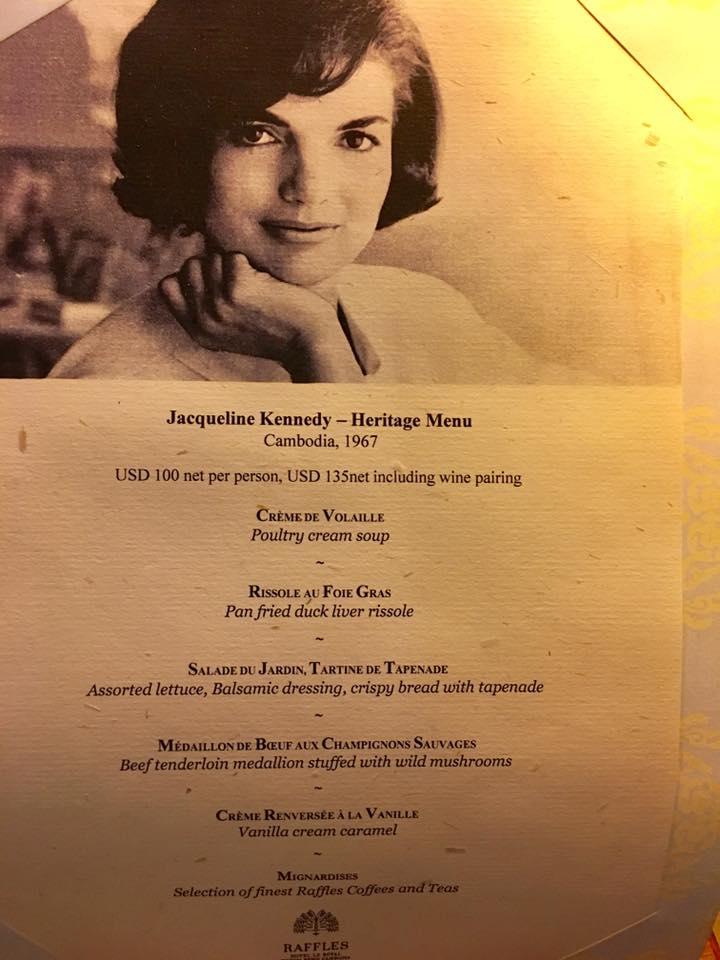 Jacqueline Kennedy – Heritage Menu
Cambodia, 1967
USD 100 net per person, USD 135net including wine pairing
CRÈME DE VOLAILLE
Poultry cream soup
~
RISSOLE AU FOIE GRAS
Pan fried duck liver rissole
~
SALADE DU JARDIN, TARTINE DE TAPENADE
Assorted lettuce, Balsamic dressing, crispy bread with tapenade
~
MÉDAILLON DE BŒUF AUX CHAMPIGNONS SAUVAGES
Beef tenderloin medallion stuffed with wild mushrooms
~
CRÈME RENVERSÉE À LA VANILLE
Vanilla cream caramel
~
MIGNARDISES
Selection of finest Raffles Coffees and Teas
RAFFLES
HOTEL LE ROYAL